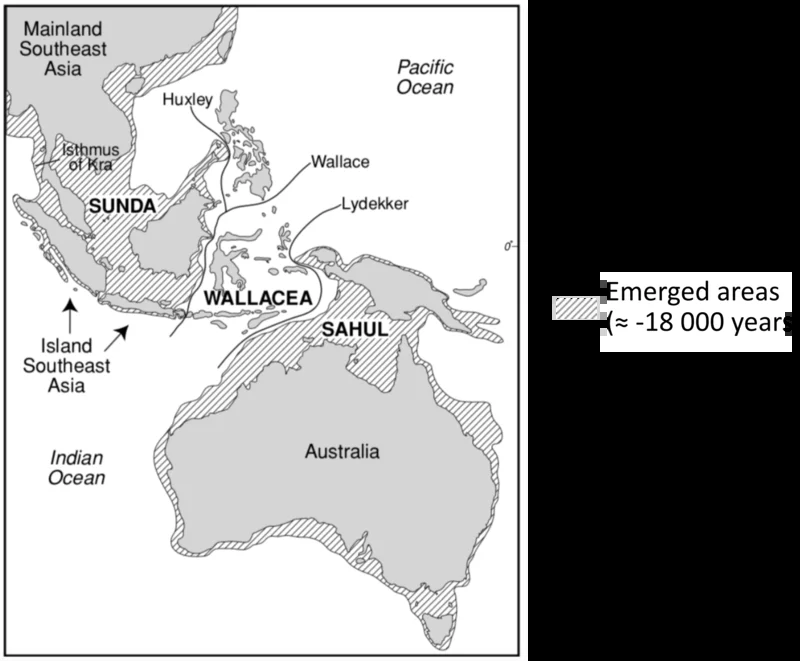 Mainland
Southeast
Asia
Pacific
Ocean
Huxley
Isthmus
of Kra
Wallace
SUNDA
Lydekker
0°
WALLACEA
SAHUL
Island
Southeast
Asia
Indian
Ocean
Australia
Emerged areas
(≈ -18 000 years